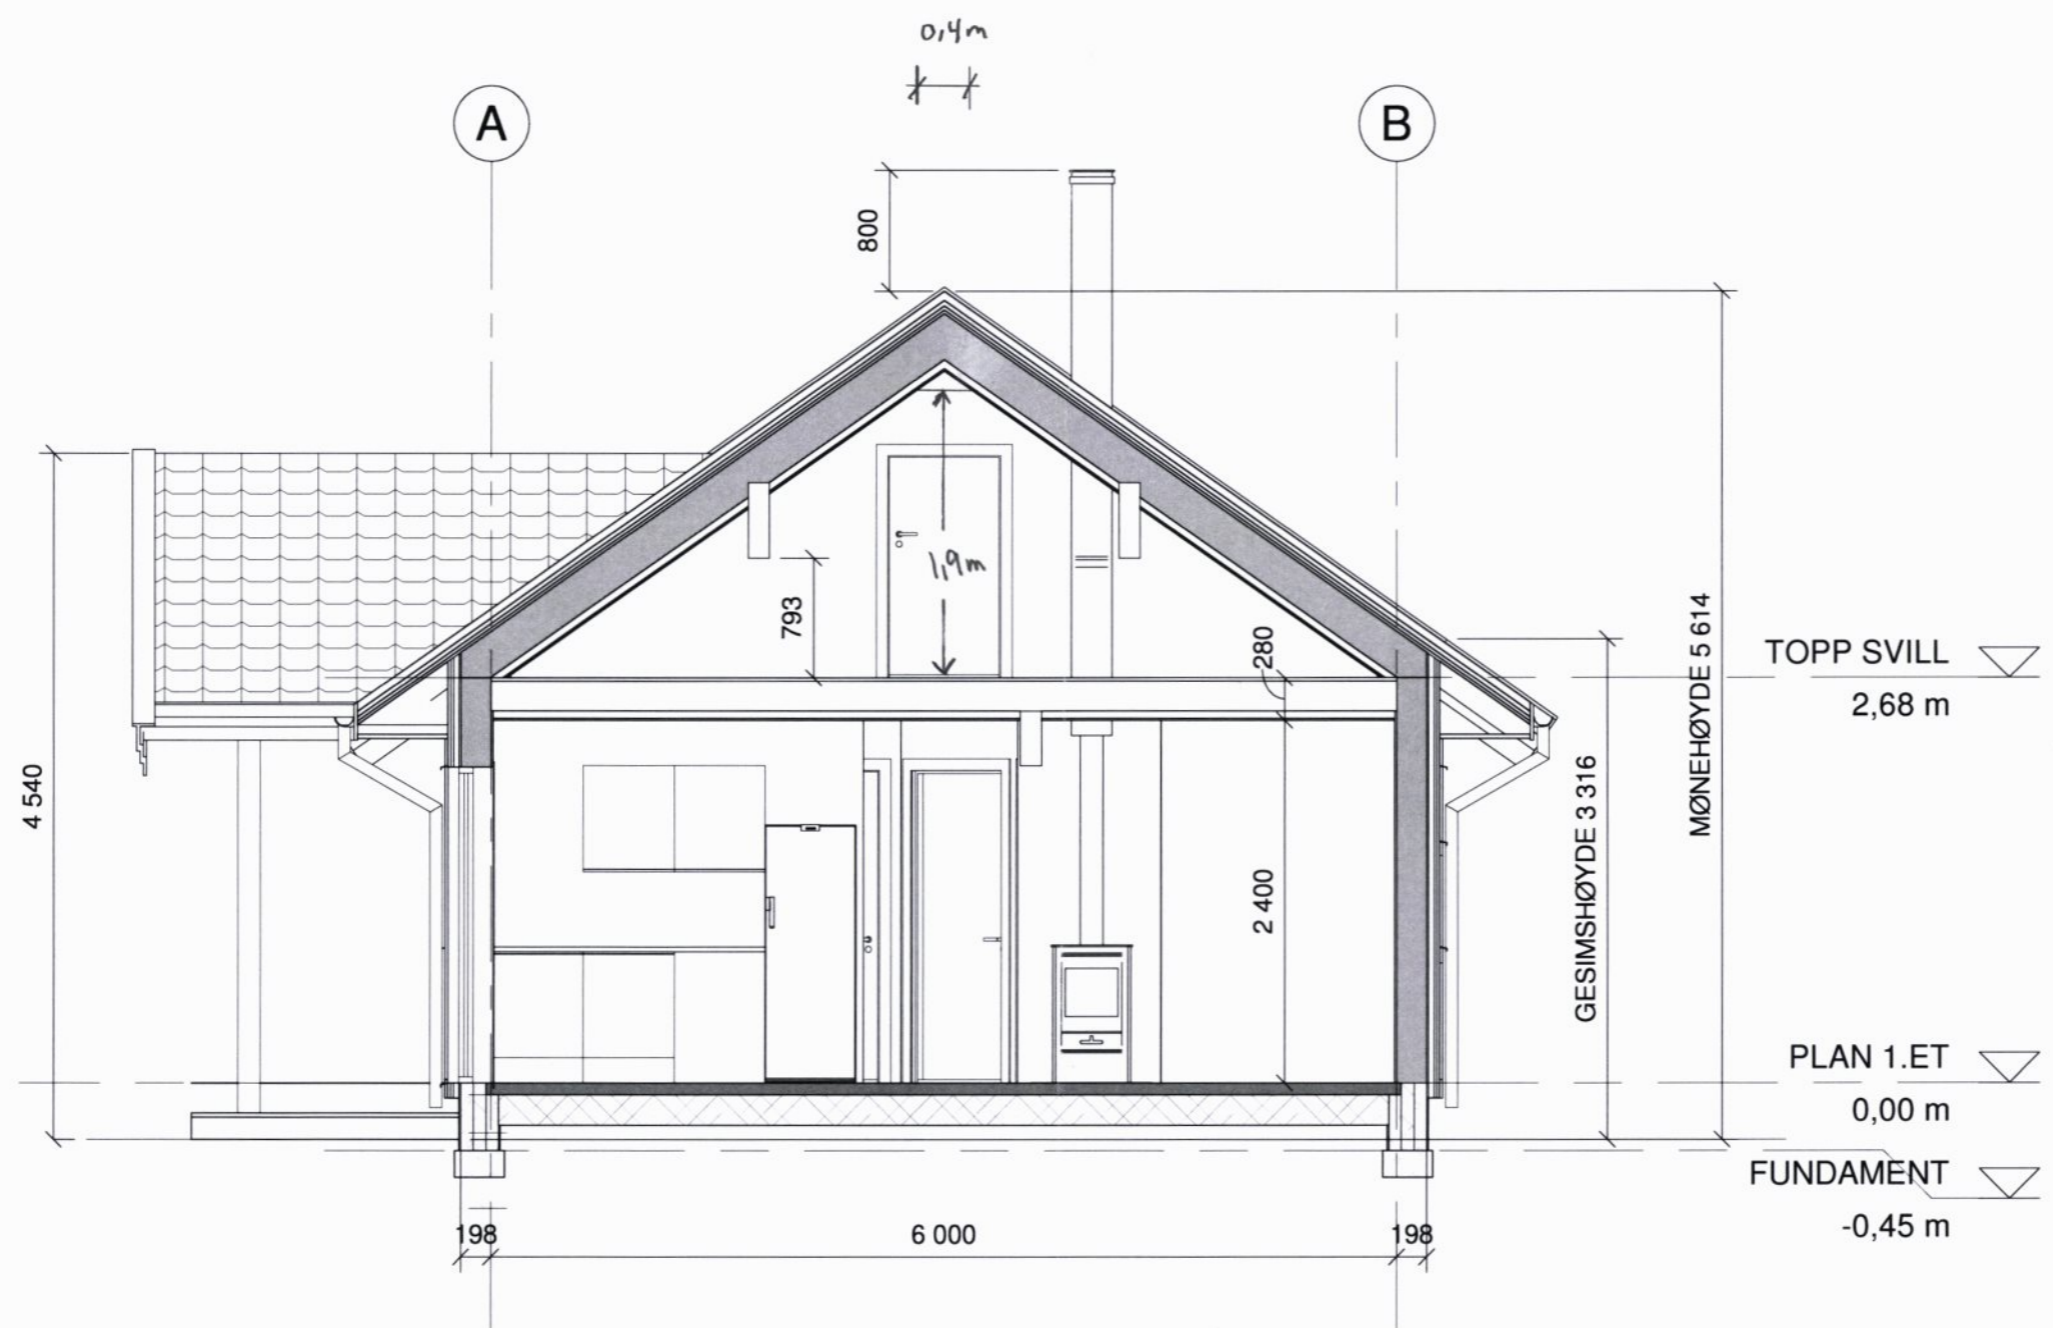 0,4m
A
B
800
1,9m
793
280
4 540
2 400
GESIMSHØYDE 3 316
MØNEHØYDE 5 614
TOPP SVILL
2,68 m
PLAN 1.ET
0,00 m
FUNDAMENT
-0,45 m
198
6 000
198